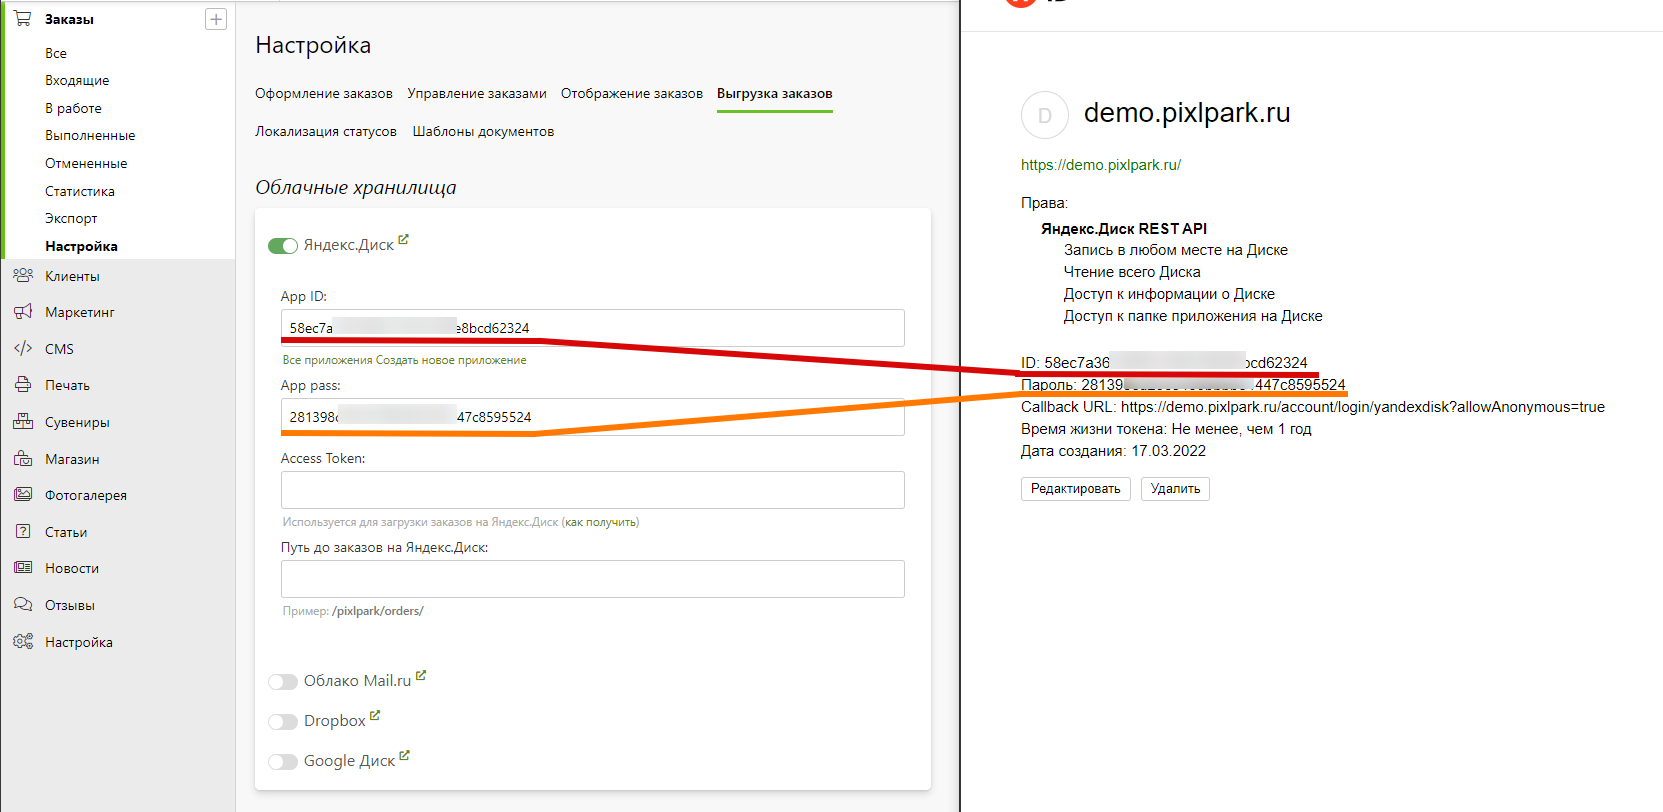 Заказы
Все
Входящие
В работе
Выполненные
Отмененные
Статистика
Экспорт
Настройка
Клиенты
Маркетинг
CMS
Печать
Сувениры
Магазин
Фотогалерея
Статьи
Новости
Отзывы
Настройка
Настройка
Оформление заказов Управление заказами Отображение заказов Выгрузка заказов
Локализация статусов Шаблоны документов
Облачные хранилища
Яндекс.Диск
App ID:
58ec7a e8bcd62324
Все приложения Создать новое приложение
App pass:
281398 47c8595524
Access Token:
Используется для загрузки заказов на Яндекс.Диск (как получить)
Путь до заказов на Яндекс.Диск:
Пример: /pixlpark/orders/
Облако Mail.ru
Dropbox
Google Диск
D
demo.pixlpark.ru
https://demo.pixlpark.ru/
Права:
Яндекс.Диск REST API
Запись в любом месте на Диске
Чтение всего Диска
Доступ к информации о Диске
Доступ к папке приложения на Диске
ID: 58ec7a36 cd62324
Пароль: 28139 447c8595524
Callback URL: https://demo.pixlpark.ru/account/login/yandexdisk?allowAnonymous=true
Время жизни токена: Не менее, чем 1 год
Дата создания: 17.03.2022
Редактировать Удалить